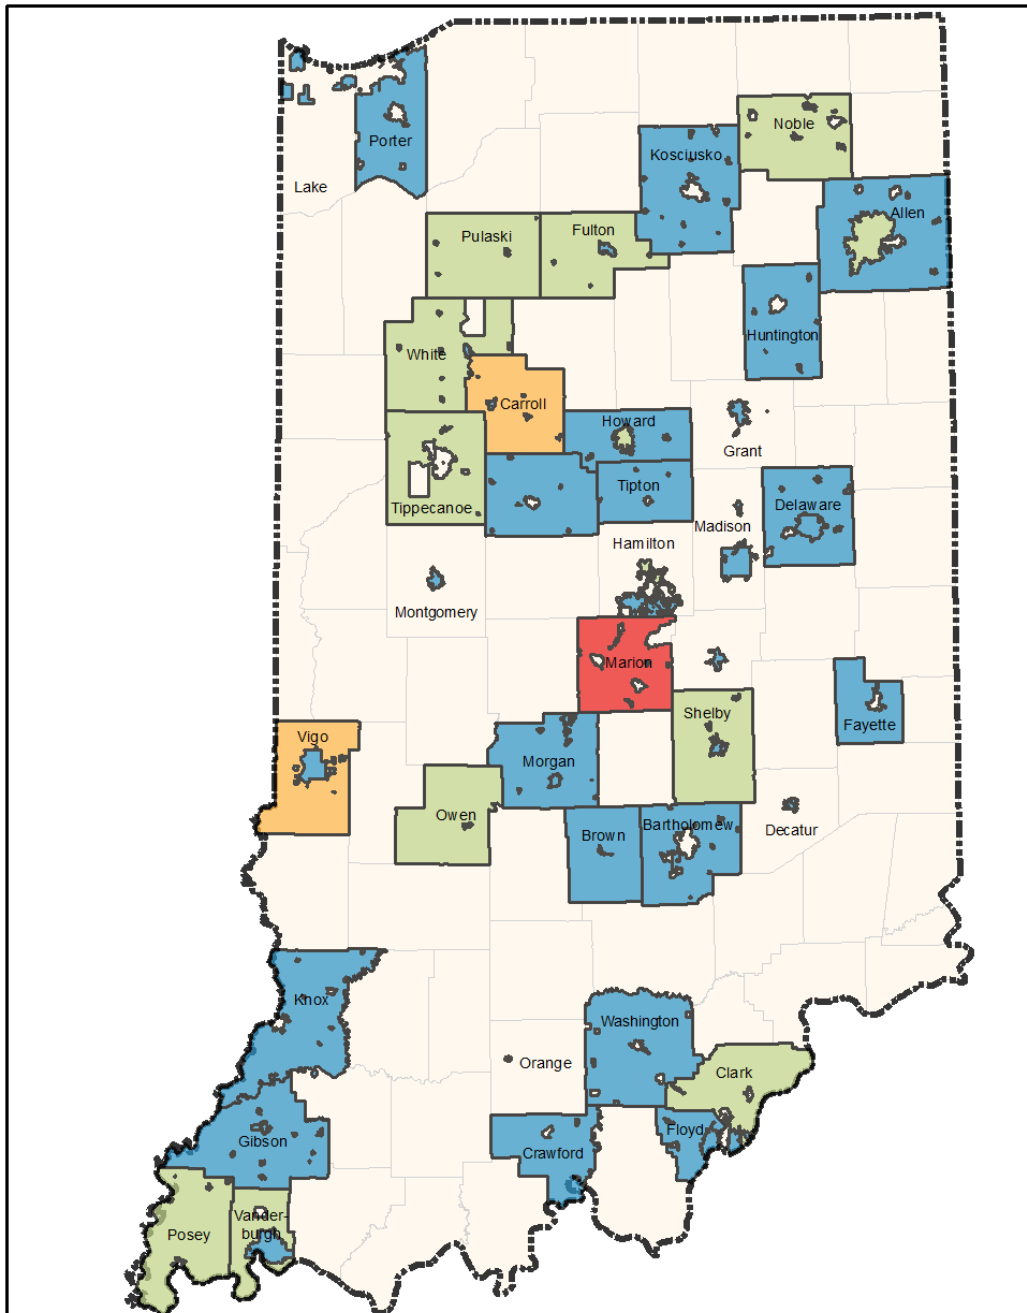 Noble
Porter
Kosciusko
Lake
Allen
Pulaski
Fulton
Huntington
White
Carroll
Howard
Grant
Tippecanoe
Tipton
Delaware
Madison
Hamilton
Montgomery
Marion
Shelby
Fayette
Vigo
Morgan
Owen
Brown
Bartholomew
Decatur
Knox
Washington
Orange
Clark
Gibson
Crawford
Floyd
Posey
Vander-
burgh